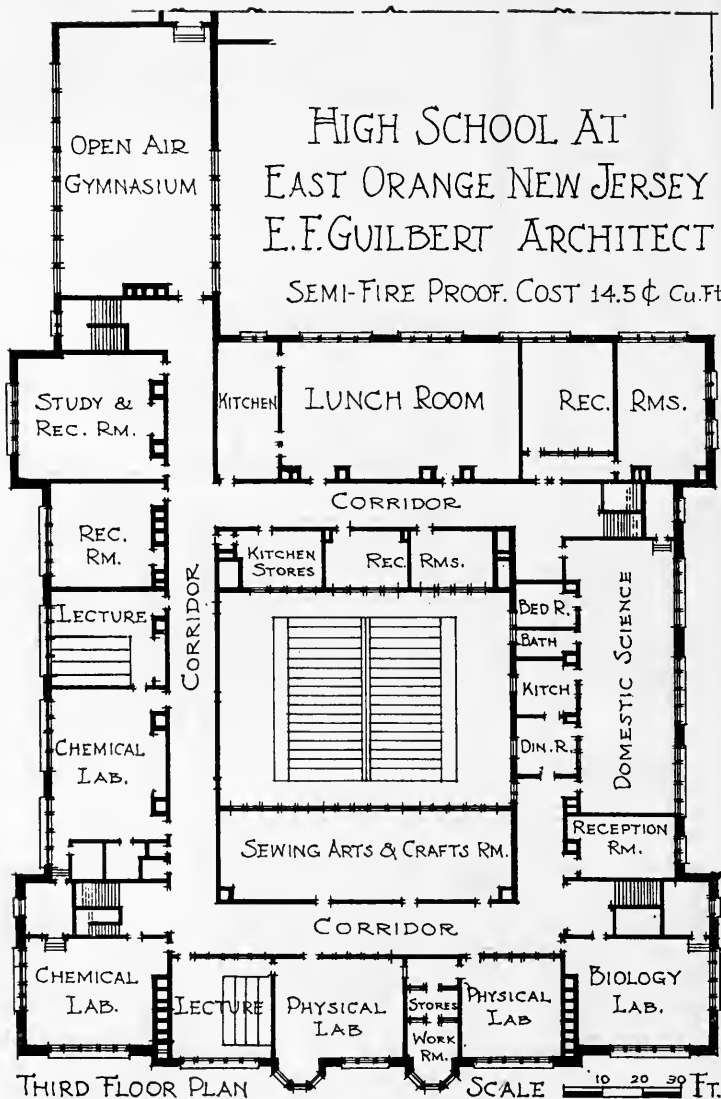 HIGH SCHOOL AT
EAST ORANGE NEW JERSEY
E.F. GUILBERT ARCHITECT
SEMI-FIRE PROOF. COST 14.5 ¢ CU.FT
OPEN AIR
GYMNASIUM
STUDY &
REC. RM.
KITCHEN
LUNCH ROOM
REC. RMS.
CORRIDOR
REC.
RM.
KITCHEN
STORES
REC. RMS.
LECTURE
CORRIDOR
BED R.
BATH
KITCH
DIN. R.
DOMESTIC SCIENCE
CHEMICAL
LAB.
SEWING ARTS & CRAFTS RM.
RECEPTION
RM.
CORRIDOR
CHEMICAL
LAB.
LECTURE
PHYSICAL
LAB
STORES
WORK
RM.
PHYSICAL
LAB
BIOLOGY
LAB.
THIRD FLOOR PLAN
SCALE 10 20 30 FT.